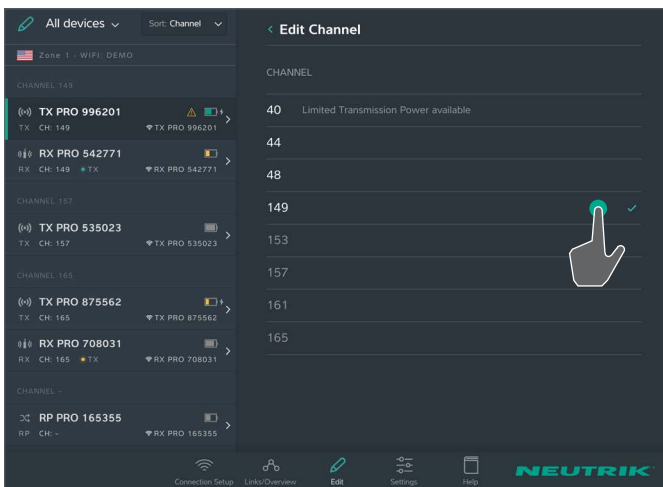 All devices
Sort: Channel
Zone 1 - WIFI: DEMO
CHANNEL 149
TX PRO 996201
TX CH: 149 TX PRO 996201
RX PRO 542771
RX CH: 149 TX RX PRO 542771
CHANNEL 157
TX PRO 535023
TX CH: 157 TX PRO 535023
CHANNEL 165
TX PRO 875562
TX CH: 165 TX PRO 875562
RX PRO 708031
RX CH: 165 TX RX PRO 708031
CHANNEL -
RP PRO 165355
RP CH: - RX PRO 165355
Edit Channel
CHANNEL
40 Limited Transmission Power available
44
48
149
153
157
161
165
Connection Setup
Links/Overview
Edit
Settings
Help
NEUTRIK